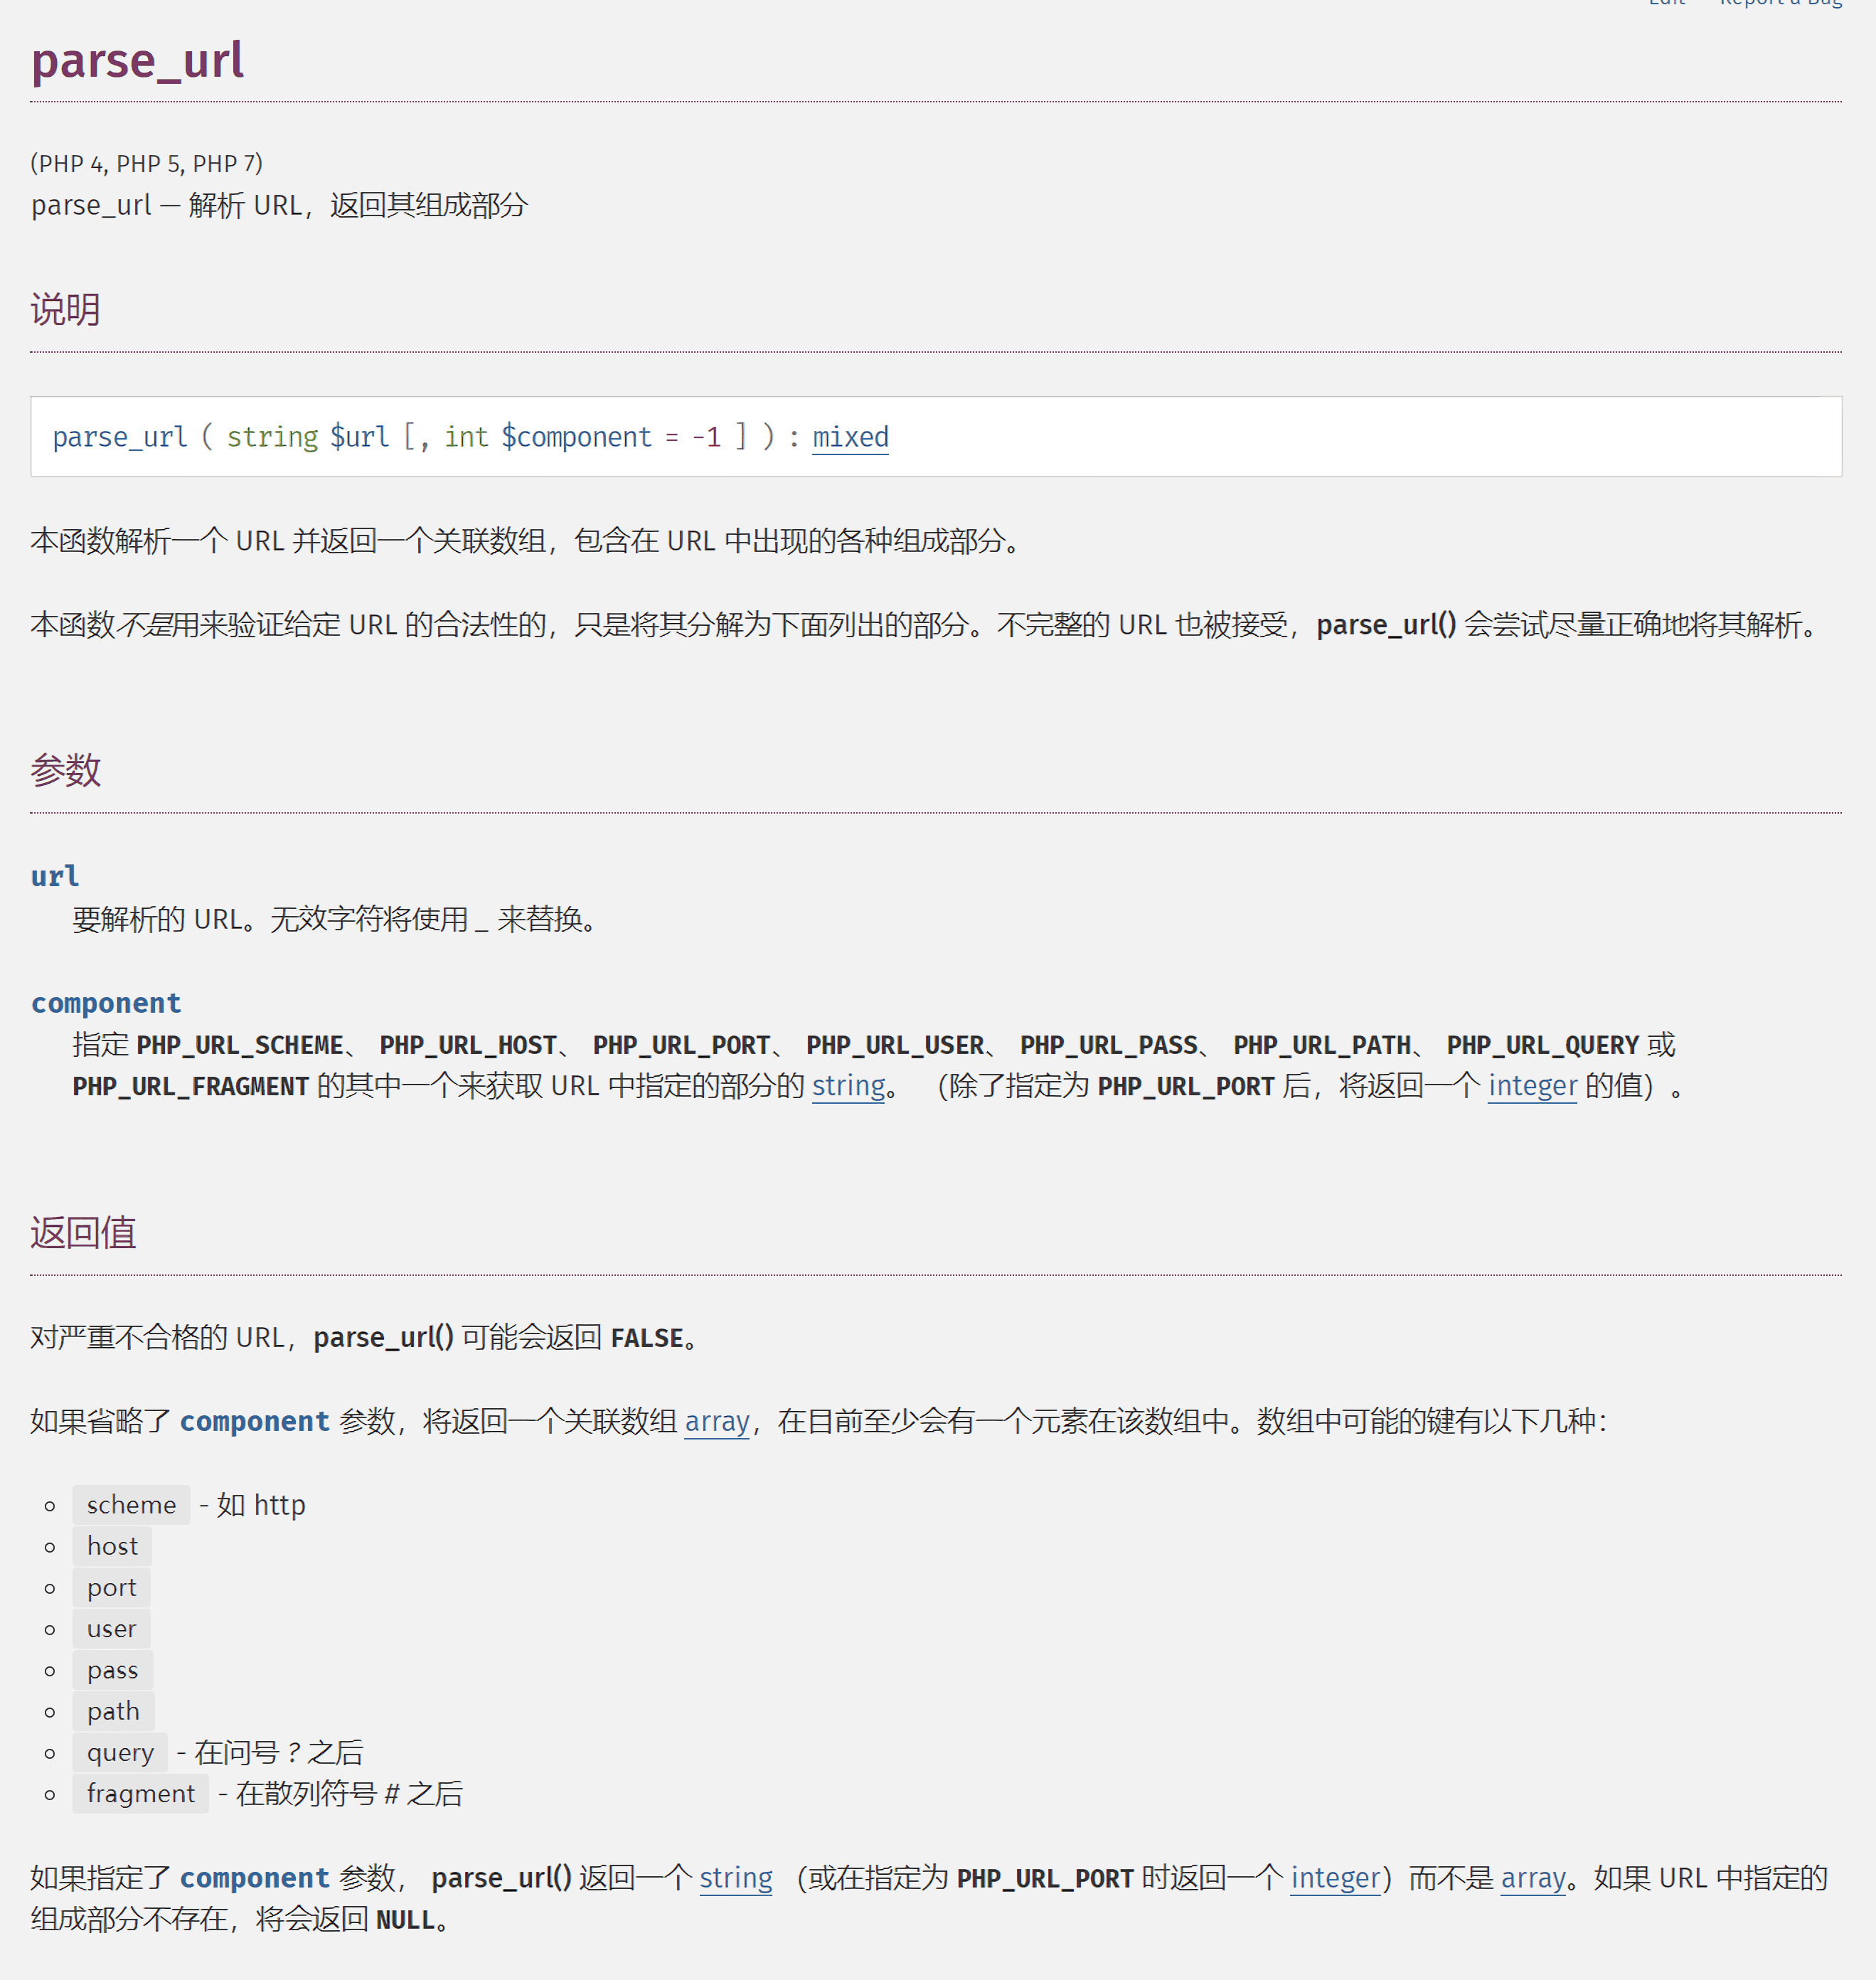 Edit Report a Bug
parse_url
(PHP 4, PHP 5, PHP 7)
parse_url — 解析 URL，返回其组成部分
说明
parse_url ( string $url [, int $component = -1 ] ) : mixed
本函数解析一个 URL 并返回一个关联数组，包含在 URL 中出现的各种组成部分。
本函数不是用来验证给定 URL 的合法性的，只是将其分解为下面列出的部分。不完整的 URL 也被接受，parse_url() 会尝试尽量正确地将其解析。
参数
url
要解析的 URL。无效字符将使用 _ 来替换。
component
指定 PHP_URL_SCHEME、 PHP_URL_HOST、 PHP_URL_PORT、 PHP_URL_USER、 PHP_URL_PASS、 PHP_URL_PATH、 PHP_URL_QUERY 或
PHP_URL_FRAGMENT 的其中一个来获取 URL 中指定的部分的 string。 （除了指定为 PHP_URL_PORT 后，将返回一个 integer 的值）。
返回值
对严重不合格的 URL，parse_url() 可能会返回 FALSE。
如果省略了 component 参数，将返回一个关联数组 array，在目前至少会有一个元素在该数组中。数组中可能的键有以下几种：
scheme - 如 http
host
port
user
pass
path
query - 在问号 ? 之后
fragment - 在散列符号 # 之后
如果指定了 component 参数， parse_url() 返回一个 string （或在指定为 PHP_URL_PORT 时返回一个 integer）而不是 array。如果 URL 中指定的
组成部分不存在，将会返回 NULL。